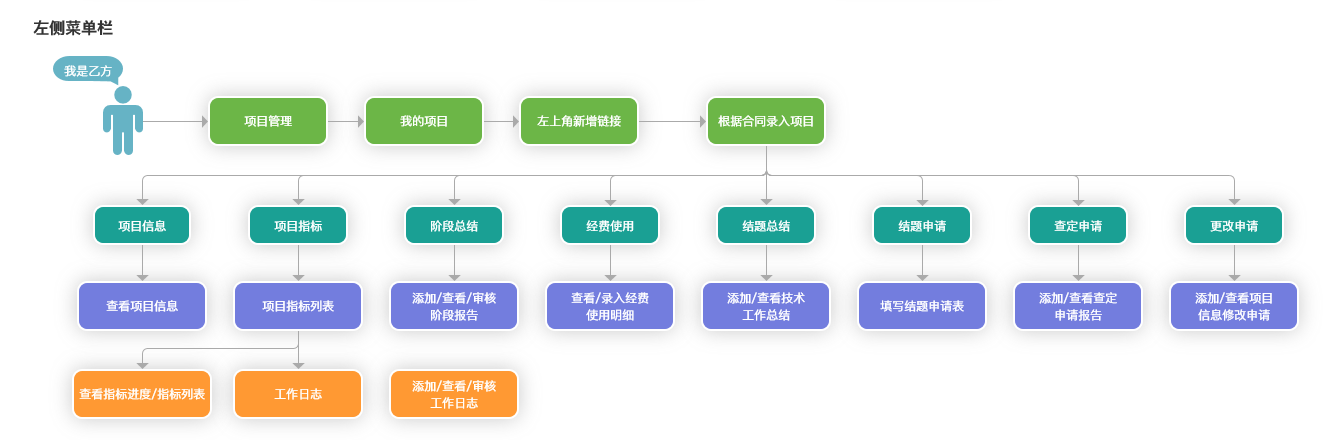 左侧菜单栏
我是乙方
项目管理
我的项目
左上角新增链接
根据合同录入项目
项目信息
项目指标
阶段总结
经费使用
结题总结
结题申请
查定申请
更改申请
查看项目信息
项目指标列表
添加/查看/审核
阶段报告
查看/录入经费
使用明细
添加/查看技术
工作总结
填写结题申请表
添加/查看查定
申请报告
添加/查看项目
信息修改申请
查看指标进度/指标列表
工作日志
添加/查看/审核
工作日志